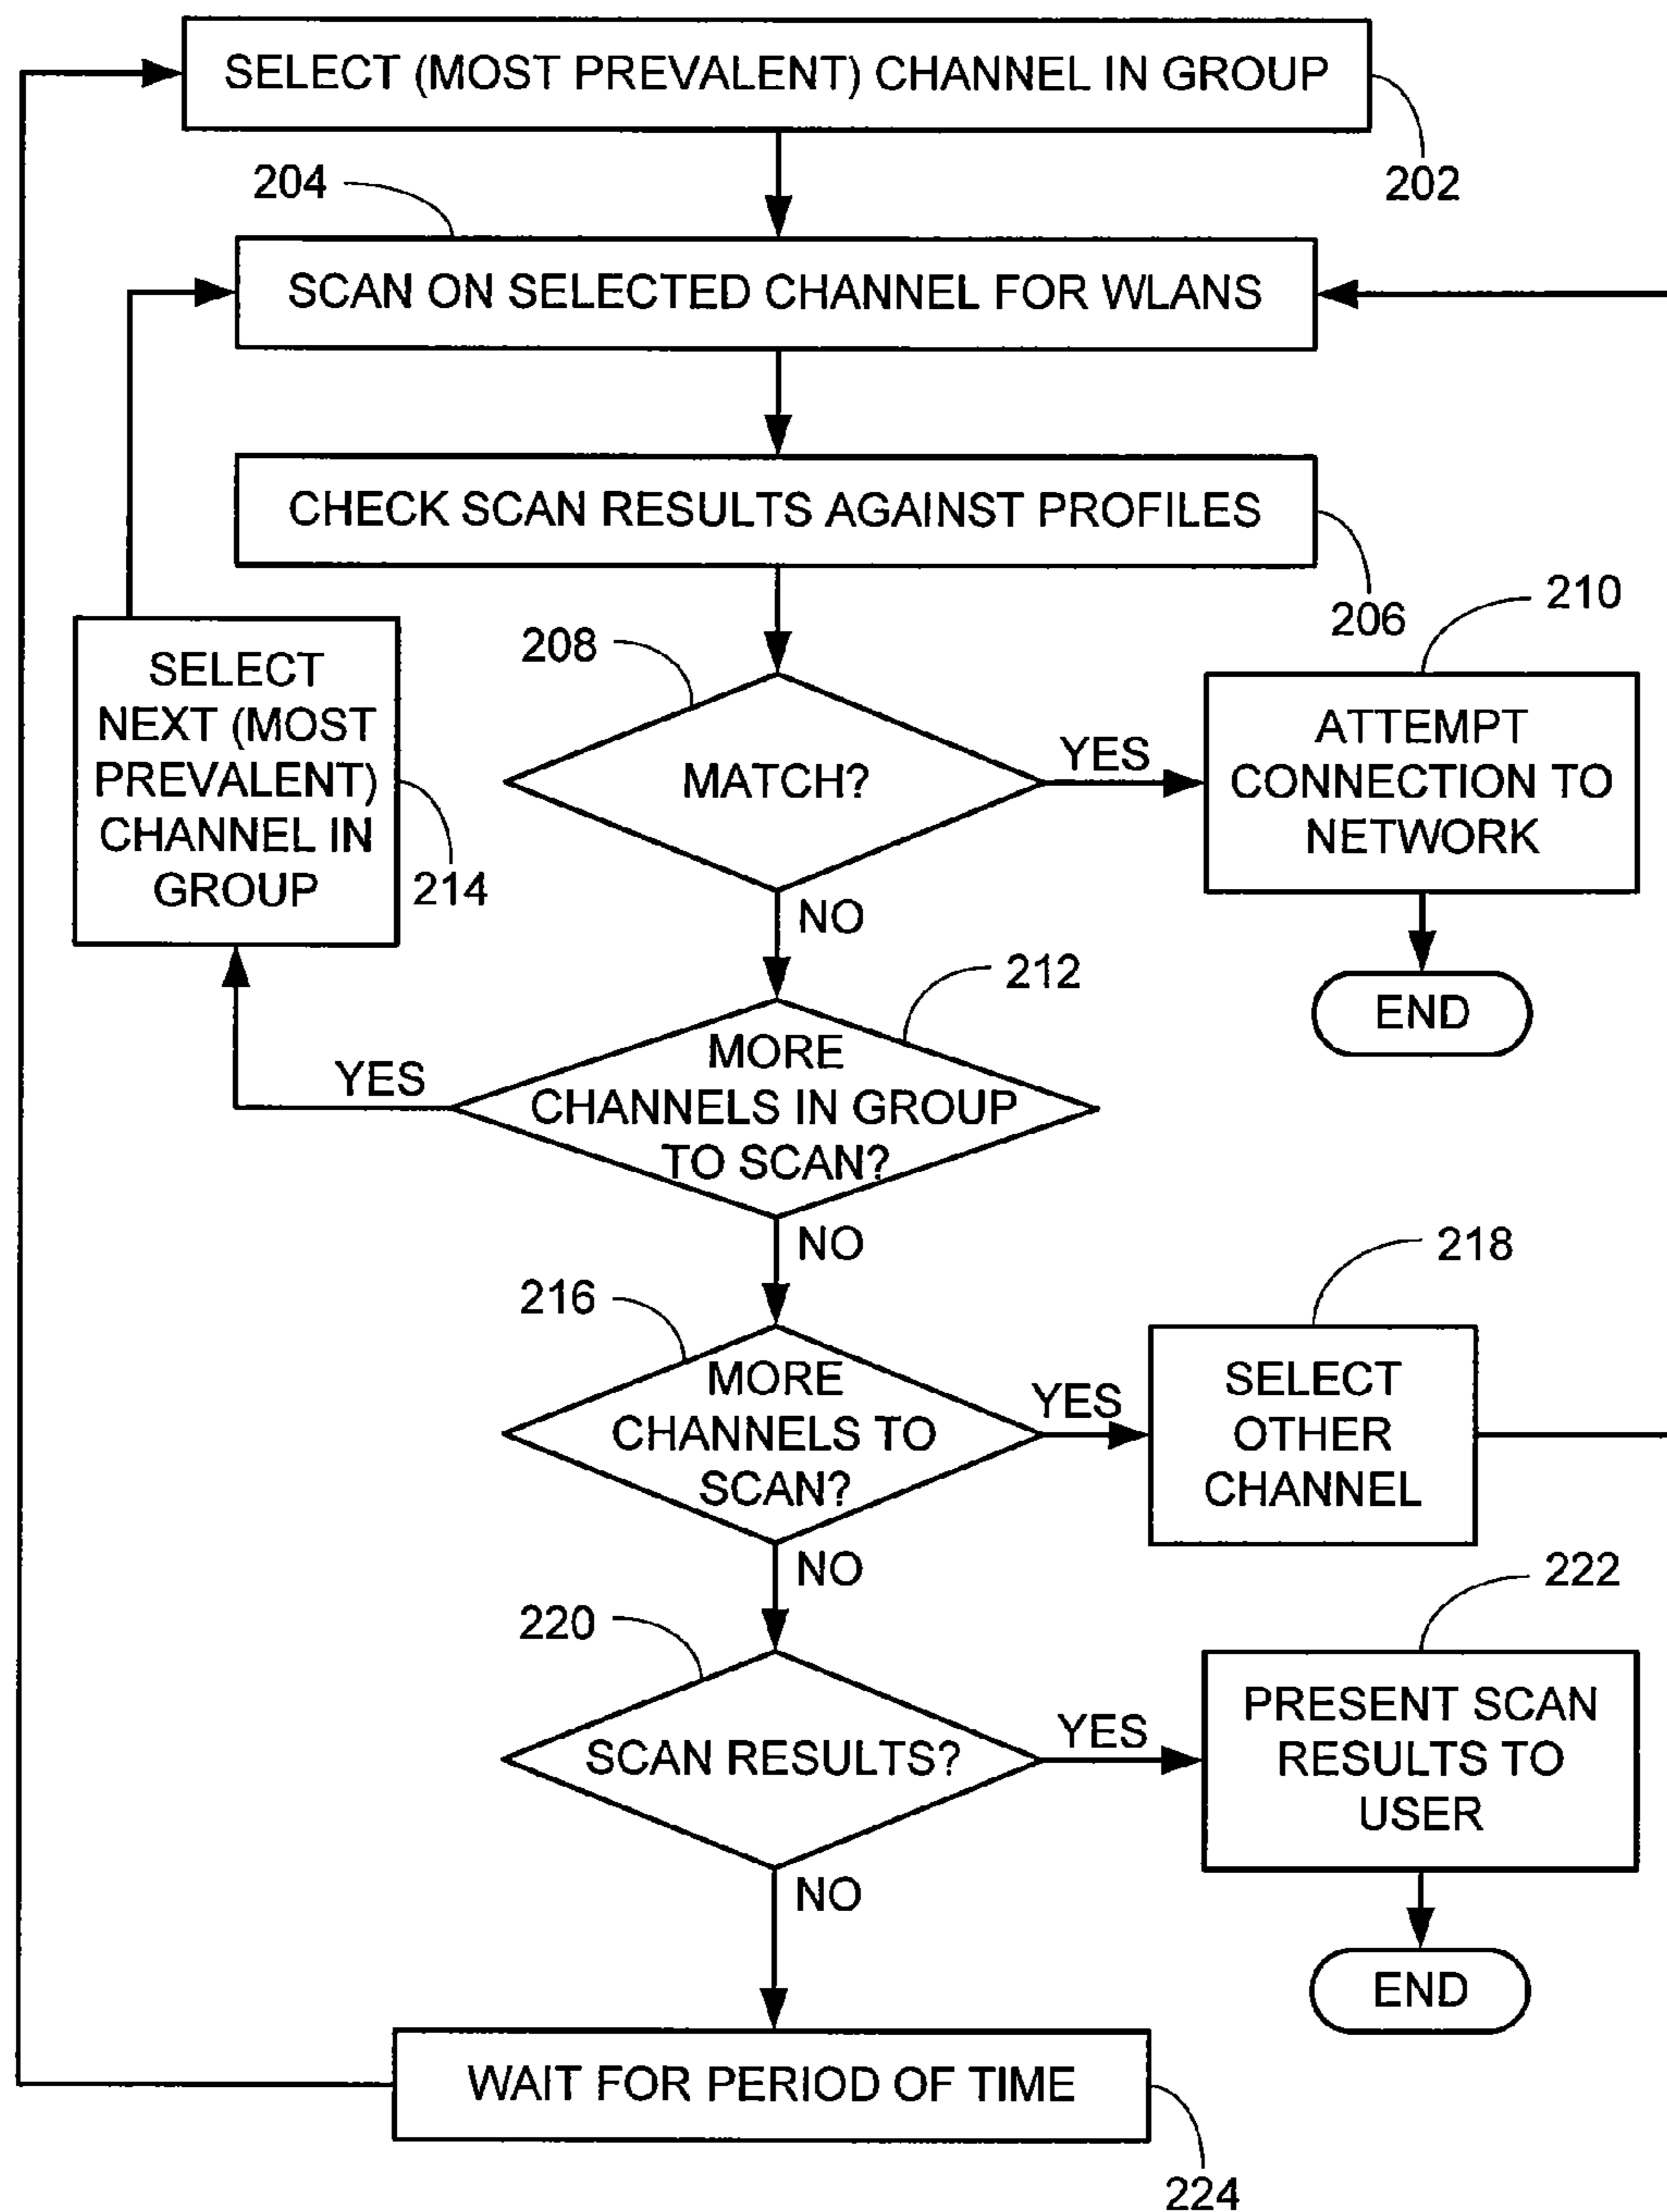 SELECT (MOST PREVALENT) CHANNEL IN GROUP
202
204
SCAN ON SELECTED CHANNEL FOR WLANS
CHECK SCAN RESULTS AGAINST PROFILES
206
208
MATCH?
YES
NO
210
ATTEMPT
CONNECTION TO
NETWORK
END
SELECT
NEXT (MOST
PREVALENT)
CHANNEL IN
GROUP
214
212
MORE
CHANNELS IN GROUP
TO SCAN?
YES
NO
216
MORE
CHANNELS TO
SCAN?
YES
NO
218
SELECT
OTHER
CHANNEL
220
SCAN RESULTS?
YES
NO
222
PRESENT SCAN
RESULTS TO
USER
END
WAIT FOR PERIOD OF TIME
224